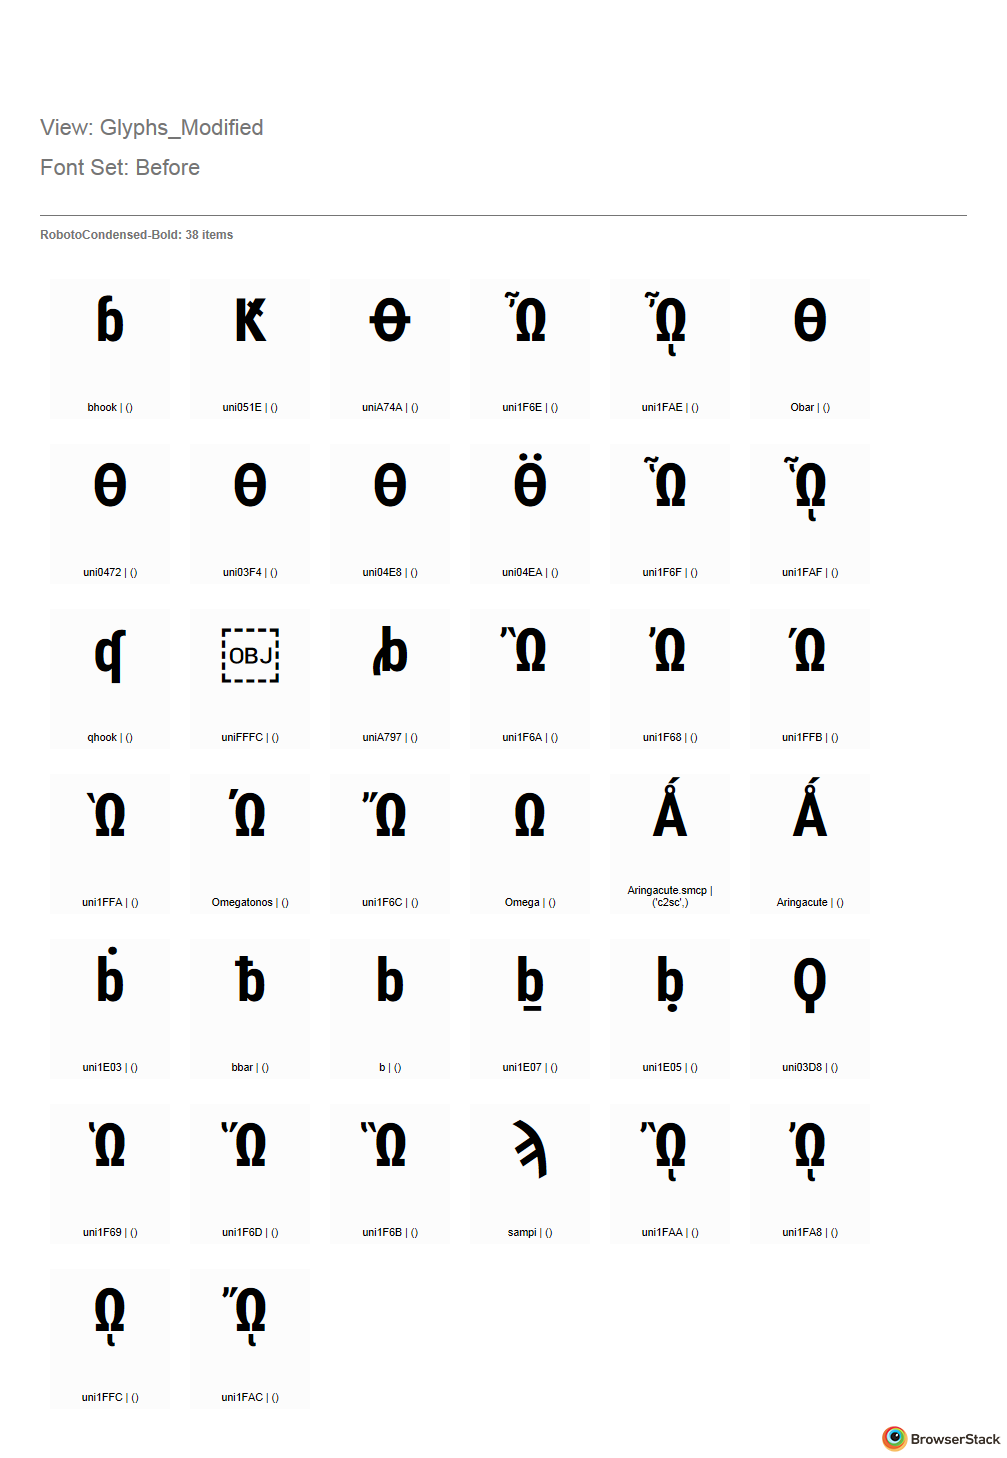 View: Glyphs_Modified
Font Set: Before
RobotoCondensed-Bold: 38 items
ɓ Ԟ Ꝋ Ὦ ᾮ Ɵ
bhook | () uni051E | () uniA74A | () uni1F6E | () uni1FAE | () Obar | ()
Ѳ ϴ Ө Ӫ Ὧ ᾯ
uni0472 | () uni03F4 | () uni04E8 | () uni04EA | () uni1F6F | () uni1FAF | ()
ʠ OBJ ꞗ Ὢ Ὠ Ώ
qhook | () uniFFFC | () uniA797 | () uni1F6A | () uni1F68 | () uni1FFB | ()
Ὼ Ώ Ὤ Ω Ǻ Ǻ
uni1FFA | () Omegatonos | () uni1F6C | () Omega | () Aringacute.smcp | Aringacute | ()
('c2sc',)
ḃ ƀ b ḇ ḅ Ϙ
uni1E03 | () bbar | () b | () uni1E07 | () uni1E05 | () uni03D8 | ()
Ὡ Ὥ Ὣ ϡ ᾪ ᾨ
uni1F69 | () uni1F6D | () uni1F6B | () sampi | () uni1FAA | () uni1FA8 | ()
ῼ ᾬ
uni1FFC | () uni1FAC | ()
BrowserStack